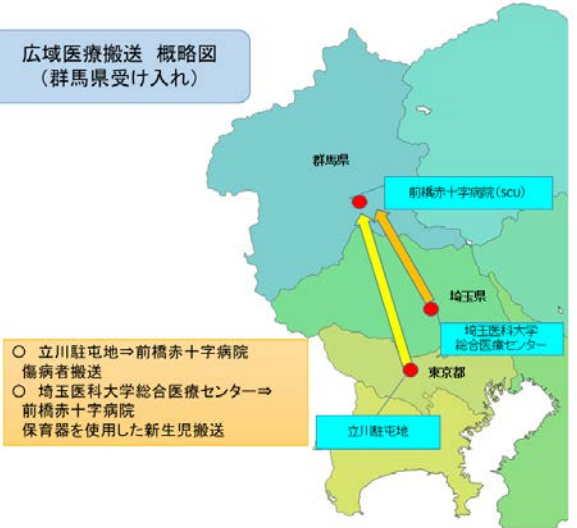 広域医療搬送 概略図
(群馬県受け入れ)
群馬県
前橋赤十字病院(SCU)
埼玉県
埼玉医科大学
総合医療センター
東京都
立川駐屯地
○ 立川駐屯地⇒前橋赤十字病院
傷病者搬送
○ 埼玉医科大学総合医療センター⇒
前橋赤十字病院
保育器を使用した新生児搬送